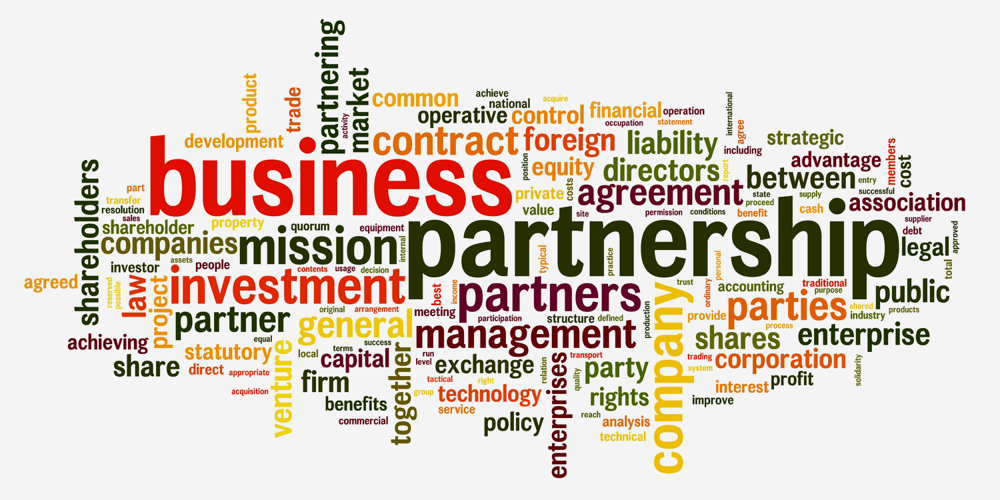 partnering
market
product
trade
activity
common
achieve
national
acquire
operative
control
financial
operation
occupation
statement
international
agree
development
contract
foreign
liability
including
strategic
members
cost
business
position
equity
directors
report
between
advantage
entry
shareholders
part
transfer
resolution
sales
private
costs
agreement
state
proceed
supply
successful
association
value
site
permission
conditions
benefit
cash
supplier
debt
approved
shareholder
property
quorum
equipment
companies
mission
internal
partnership
typical
practice
personal
legal
total
assets
people
investor
contents
usage
decision
agreed
reserved
possible
law
project
investment
best
income
partners
trust
ordinary
accounting
traditional
purpose
public
partner
original
arrangement
meeting
participation
structure
defined
production
company
provide
parties
shared
industry
products
process
general
management
shares
enterprise
achieving
equal
statutory
venture
local
terms
success
capital
together
run
level
exchange
relation
enterprises
transport
quality
party
trading
system
corporation
solidarity
share
direct
appropriate
acquisition
firm
tactical
right
group
technology
rights
interest
profit
improve
benefits
commercial
service
policy
reach
analysis
technical